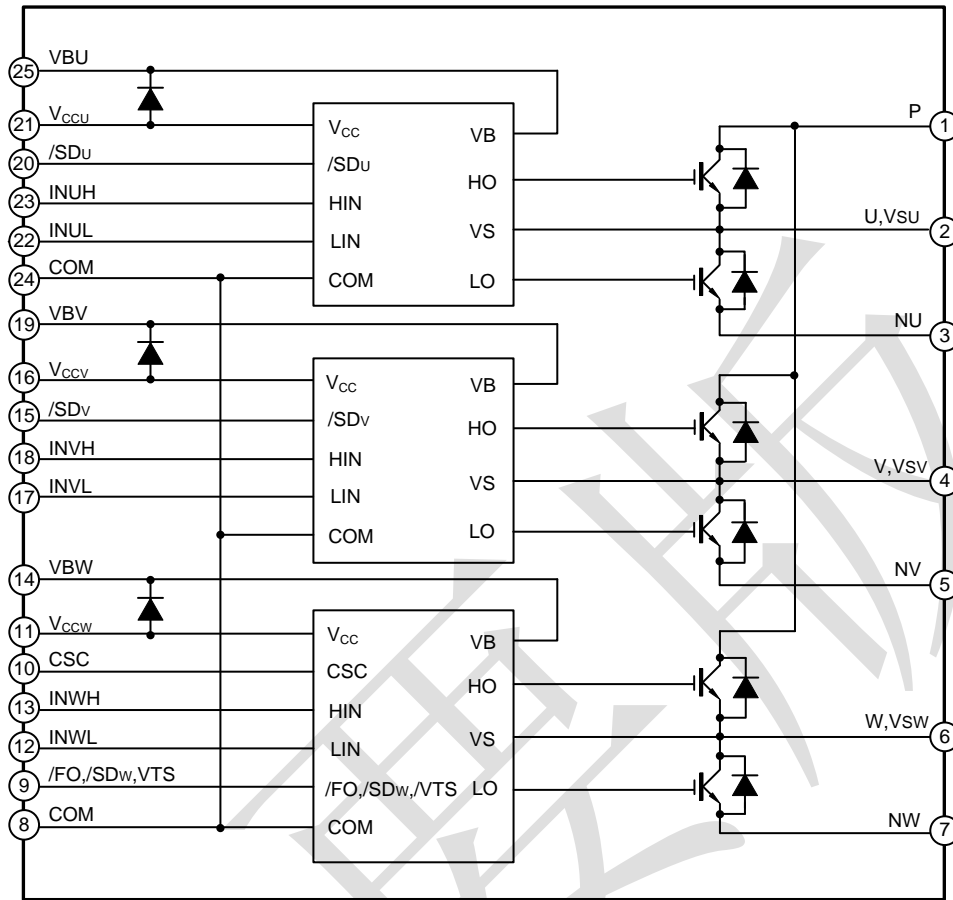 25 VBU
21 VCCU
20 /SDU
23 INUH
22 INUL
24 COM
19 VBV
16 VCCV
15 /SDV
18 INVH
17 INVL
14 VBW
11 VCCW
10 CSC
13 INWH
12 INWL
9 /FO,/SDW,VTS
8 COM
VCC
/SDU
HIN
LIN
COM
VB
HO
VS
LO
VCC
/SDV
HIN
LIN
COM
VB
HO
VS
LO
VCC
CSC
HIN
LIN
/FO,/SDW,/VTS
COM
VB
HO
VS
LO
P 1
U,VSU 2
NU 3
V,VSV 4
NV 5
W,VSW 6
NW 7